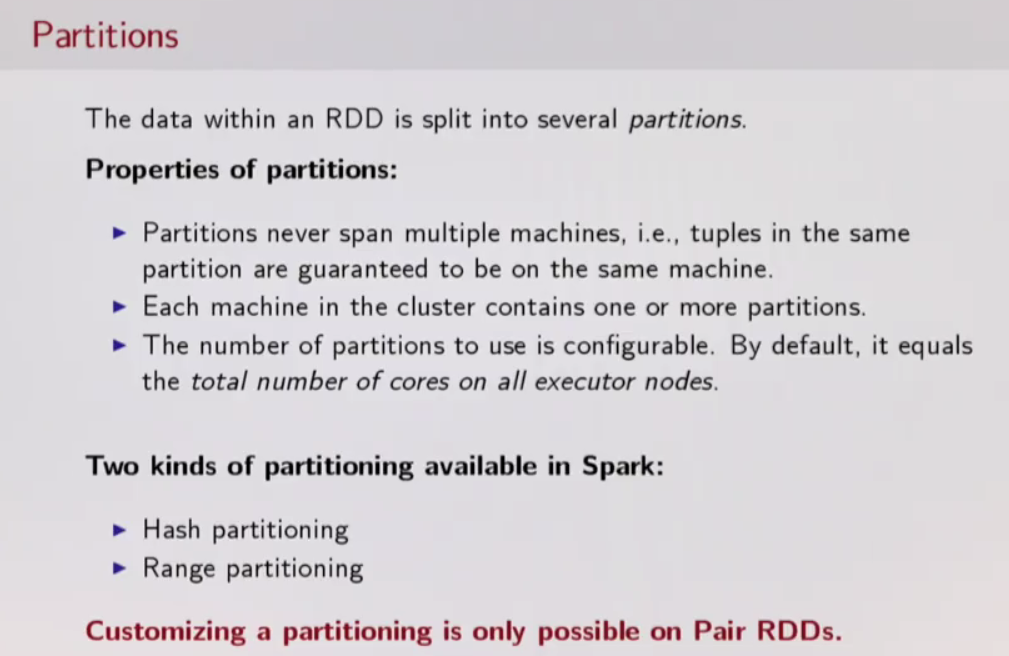 Partitions
The data within an RDD is split into several partitions.
Properties of partitions:
▶ Partitions never span multiple machines, i.e., tuples in the same
partition are guaranteed to be on the same machine.
▶ Each machine in the cluster contains one or more partitions.
▶ The number of partitions to use is configurable. By default, it equals
the total number of cores on all executor nodes.
Two kinds of partitioning available in Spark:
▶ Hash partitioning
▶ Range partitioning
Customizing a partitioning is only possible on Pair RDDs.